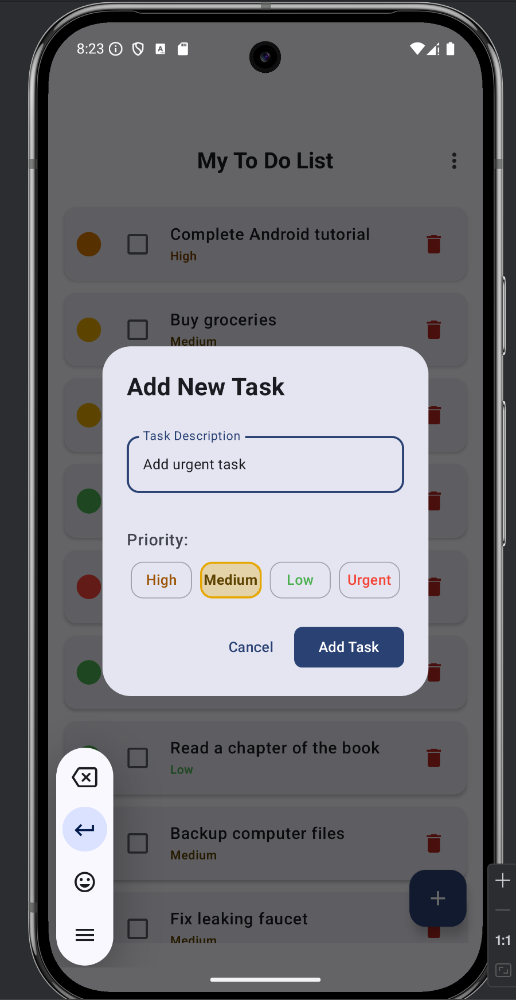 8:23
My To Do List
Complete Android tutorial
High
Buy groceries
Medium
Add New Task
Task Description
Add urgent task
Priority:
High Medium Low Urgent
Cancel Add Task
Read a chapter of the book
Low
Backup computer files
Medium
Fix leaking faucet
Medium
1:1